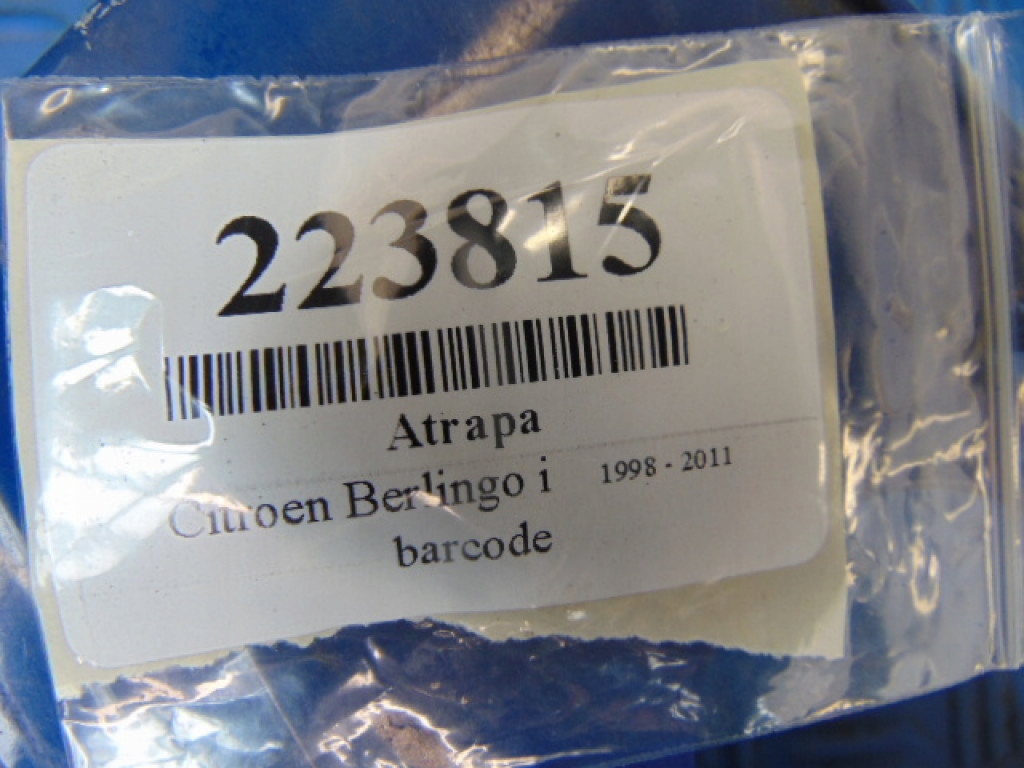 223815
Atrapa
Citroen Berlingo i 1998 - 2011
barcode